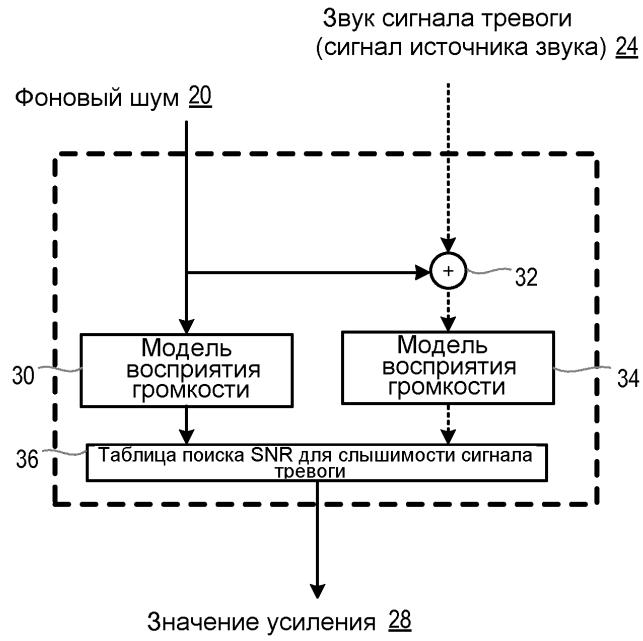 Звук сигнала тревоги
(сигнал источника звука) 24
Фоновый шум 20
+
32
Модель
восприятия
громкости
30
Модель
восприятия
громкости
34
36
Таблица поиска SNR для слышимости сигнала
тревоги
Значение усиления 28